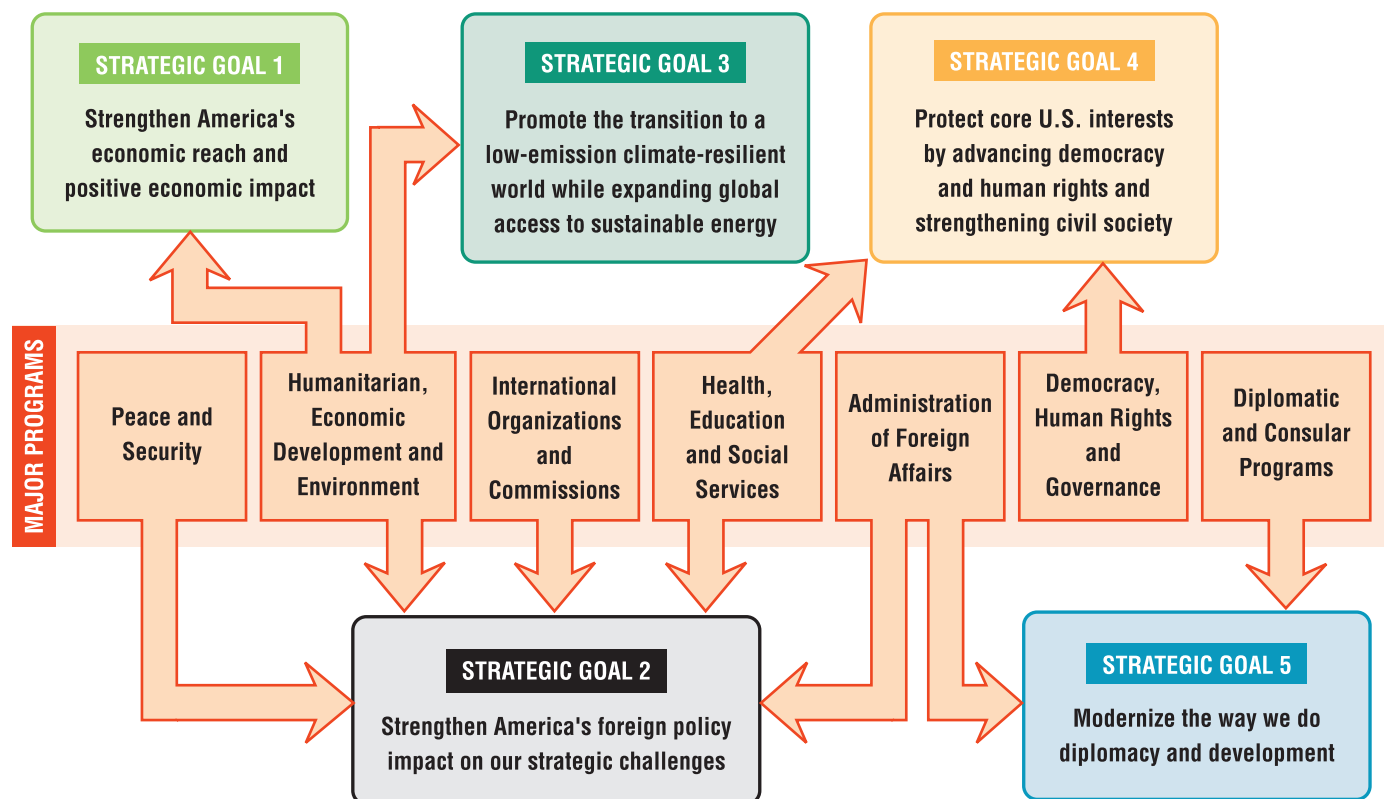 STRATEGIC GOAL 1
Strengthen America's
economic reach and
positive economic impact
STRATEGIC GOAL 3
Promote the transition to a
low-emission climate-resilient
world while expanding global
access to sustainable energy
STRATEGIC GOAL 4
Protect core U.S. interests
by advancing democracy
and human rights and
strengthening civil society
MAJOR PROGRAMS
Peace and
Security
Humanitarian,
Economic
Development and
Environment
International
Organizations
and
Commissions
Health,
Education
and Social
Services
Administration
of Foreign
Affairs
Democracy,
Human Rights
and
Governance
Diplomatic
and Consular
Programs
STRATEGIC GOAL 2
Strengthen America's foreign policy
impact on our strategic challenges
STRATEGIC GOAL 5
Modernize the way we do
diplomacy and development